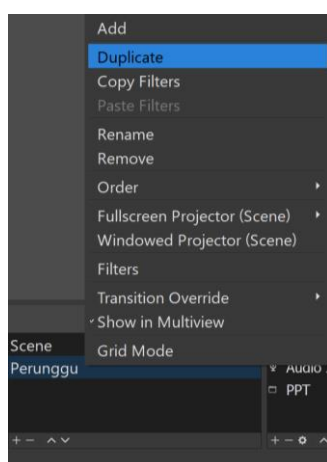 Add
Duplicate
Copy Filters
Paste Filters
Rename
Remove
Order
Fullscreen Projector (Scene)
Windowed Projector (Scene)
Filters
Transition Override
Show in Multiview
Grid Mode
Scene
Perunggu
Audio
PPT